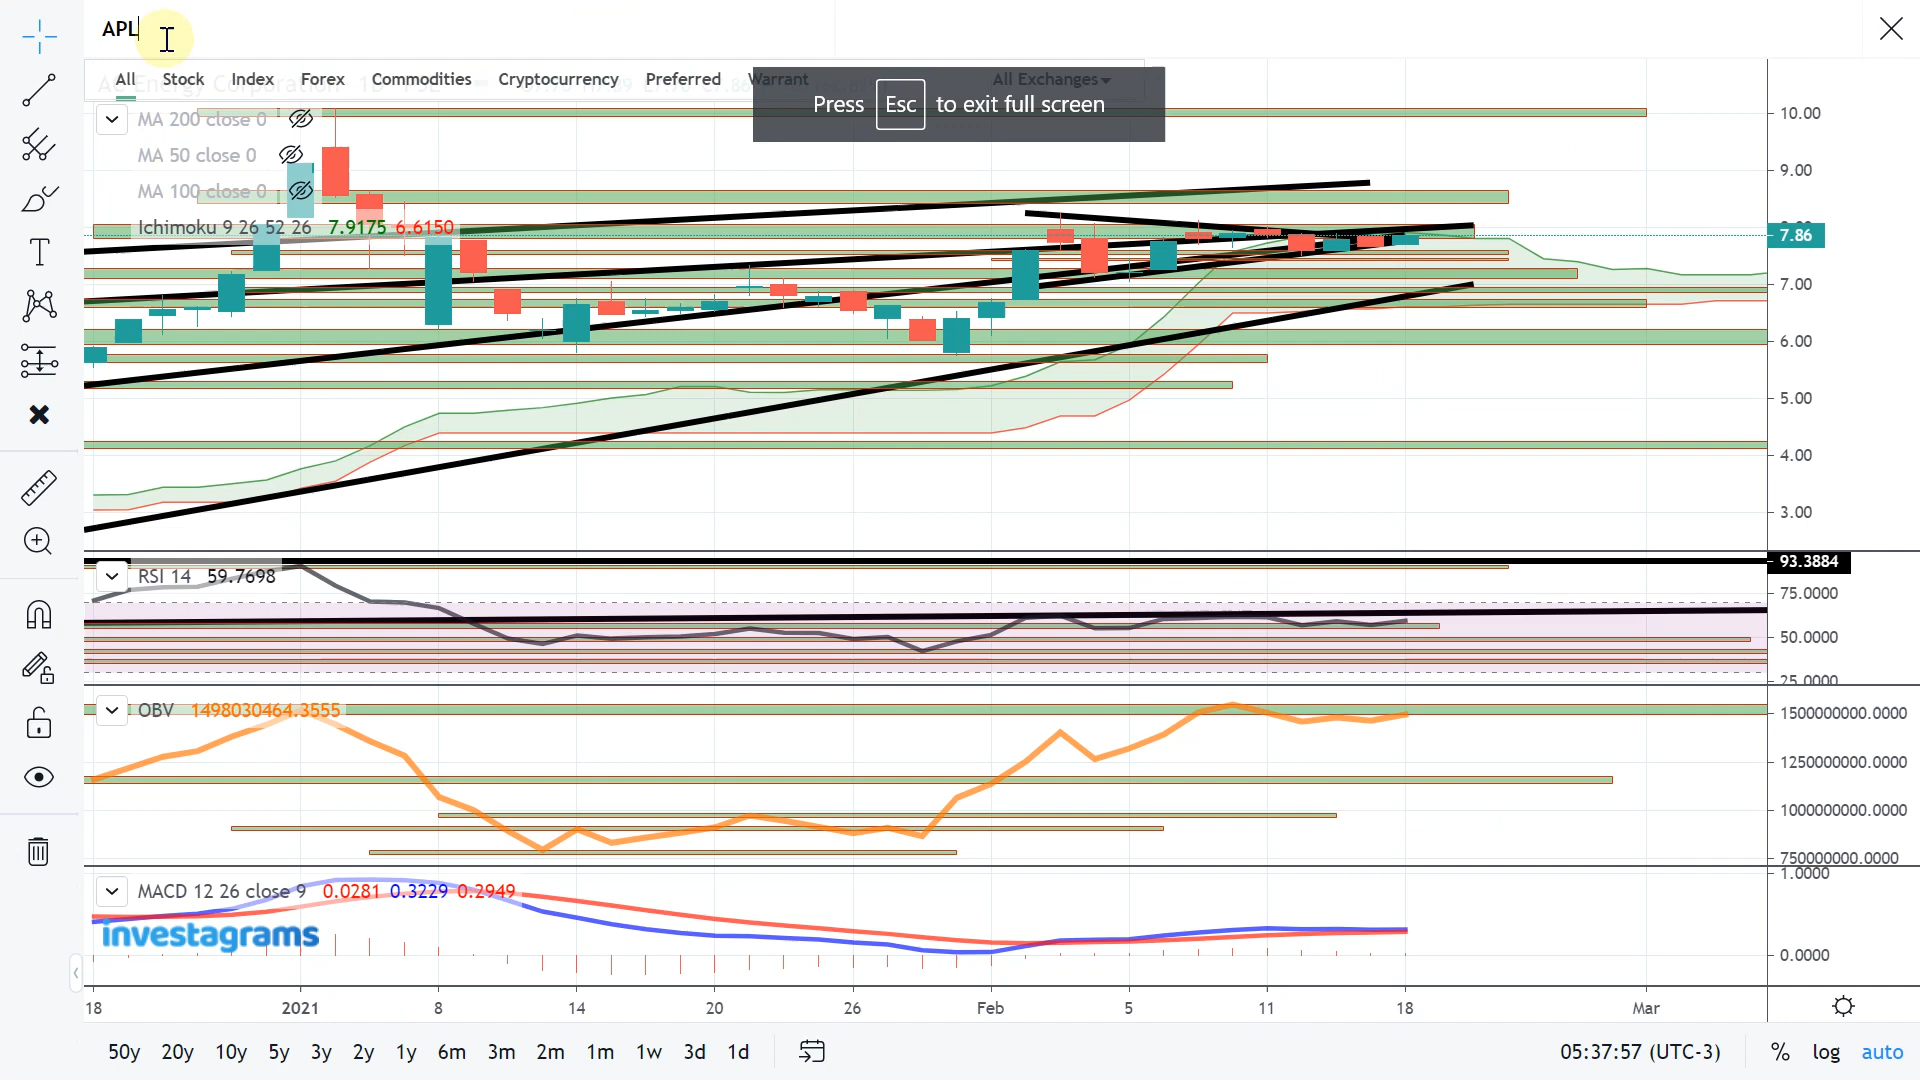 APL
All Stock Index Forex Commodities Cryptocurrency Preferred Warrant All Exchanges
AC Energy Corporation
Press Esc to exit full screen
MA 200 close 0
MA 50 close 0
MA 100 close 0
Ichimoku 9 26 52 26 7.9175 6.6150
10.00
9.00
8.00
7.86
7.00
6.00
5.00
4.00
3.00
RSI 14 59.7698
93.3884
75.0000
50.0000
25.0000
OBV 1498030464.3555
1500000000.0000
1250000000.0000
1000000000.0000
750000000.0000
MACD 12 26 close 9 0.0281 0.3229 0.2949
1.0000
0.0000
investagrams
18 2021 8 14 20 26 Feb 5 11 18 Mar
50y 20y 10y 5y 3y 2y 1y 6m 3m 2m 1m 1w 3d 1d
05:37:57 (UTC-3) % log auto